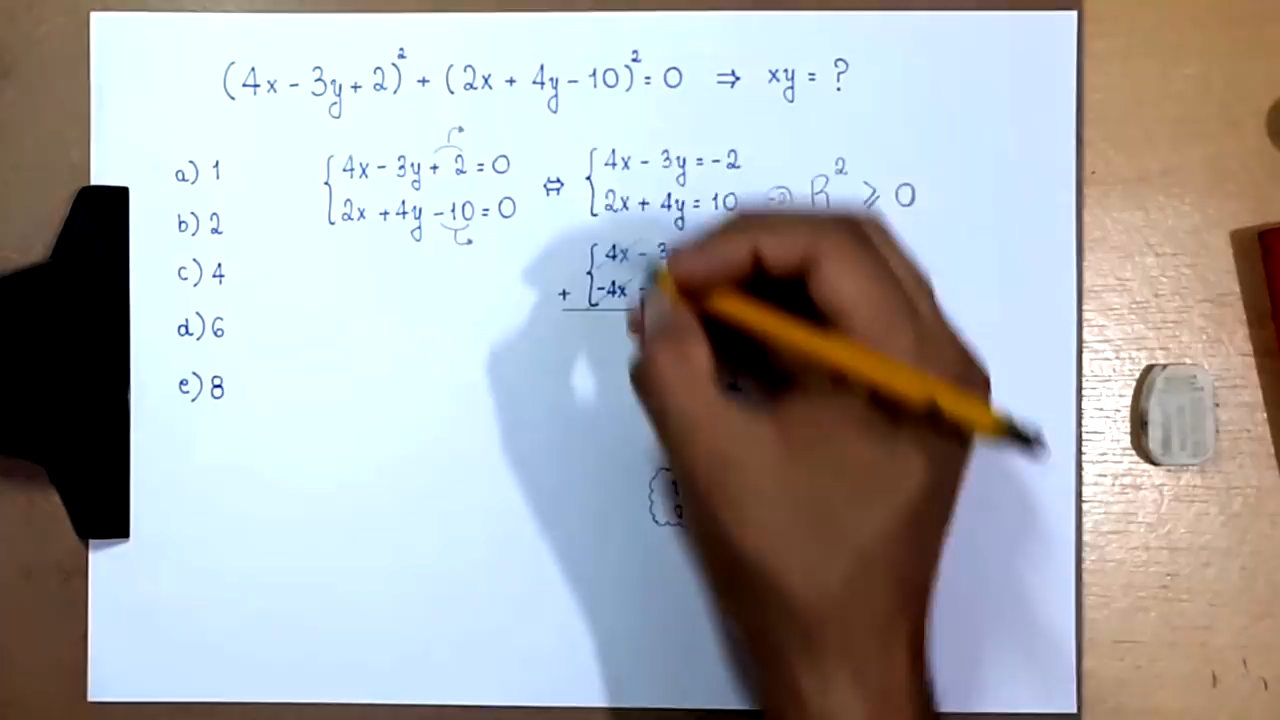 (4x - 3y + 2)² + (2x + 4y - 10)² = 0 ⇒ xy = ?
a) 1
b) 2
c) 4
d) 6
e) 8
4x - 3y + 2 = 0 ⇔ 4x - 3y = -2
2x + 4y - 10 = 0 2x + 4y = 10 R² ⩾ 0
4x - 3
+ -4x